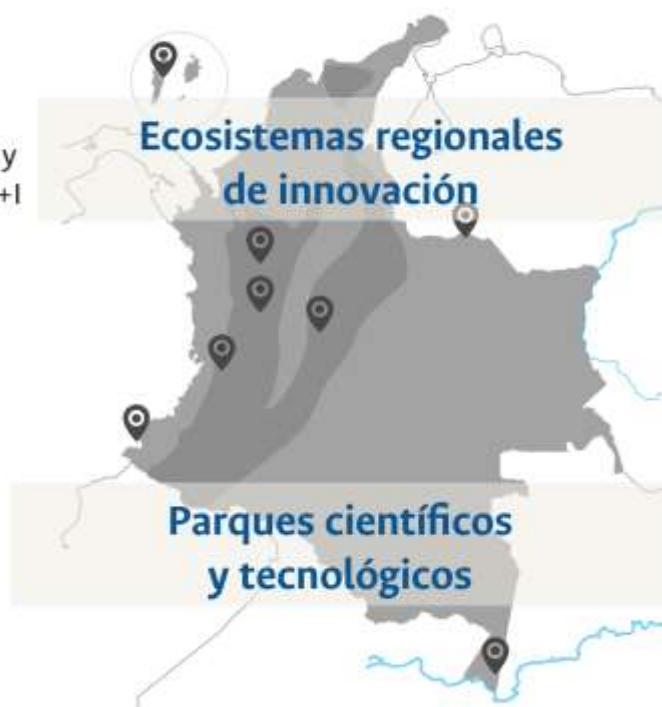 Ecosistemas regionales
de innovación
y
+I
Parques científicos
y tecnológicos